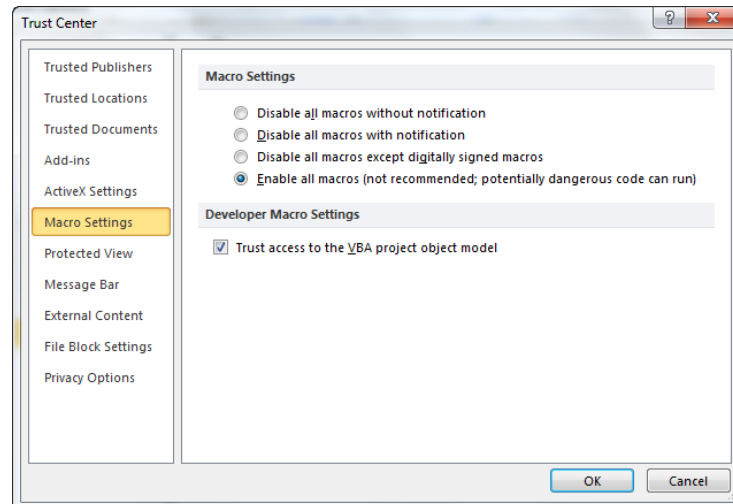 Trust Center
Trusted Publishers
Trusted Locations
Trusted Documents
Add-ins
ActiveX Settings
Macro Settings
Protected View
Message Bar
External Content
File Block Settings
Privacy Options
Macro Settings
Disable all macros without notification
Disable all macros with notification
Disable all macros except digitally signed macros
Enable all macros (not recommended; potentially dangerous code can run)
Developer Macro Settings
Trust access to the VBA project object model
OK Cancel